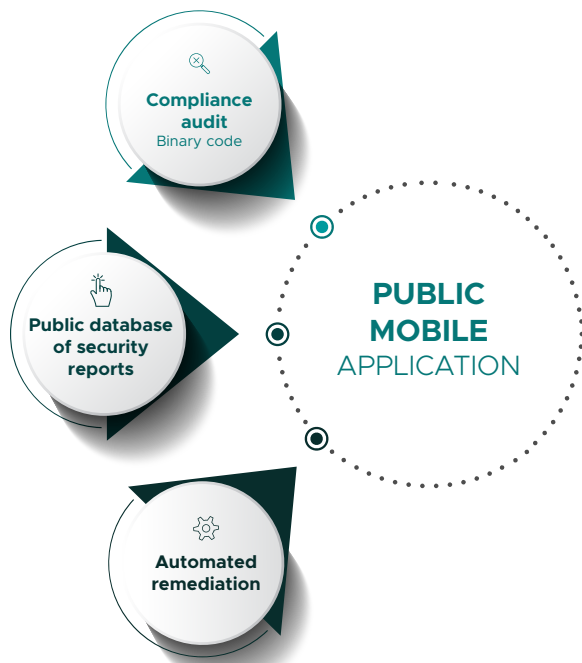 Compliance
audit
Binary code
Public database
of security
reports
PUBLIC
MOBILE
APPLICATION
Automated
remediation